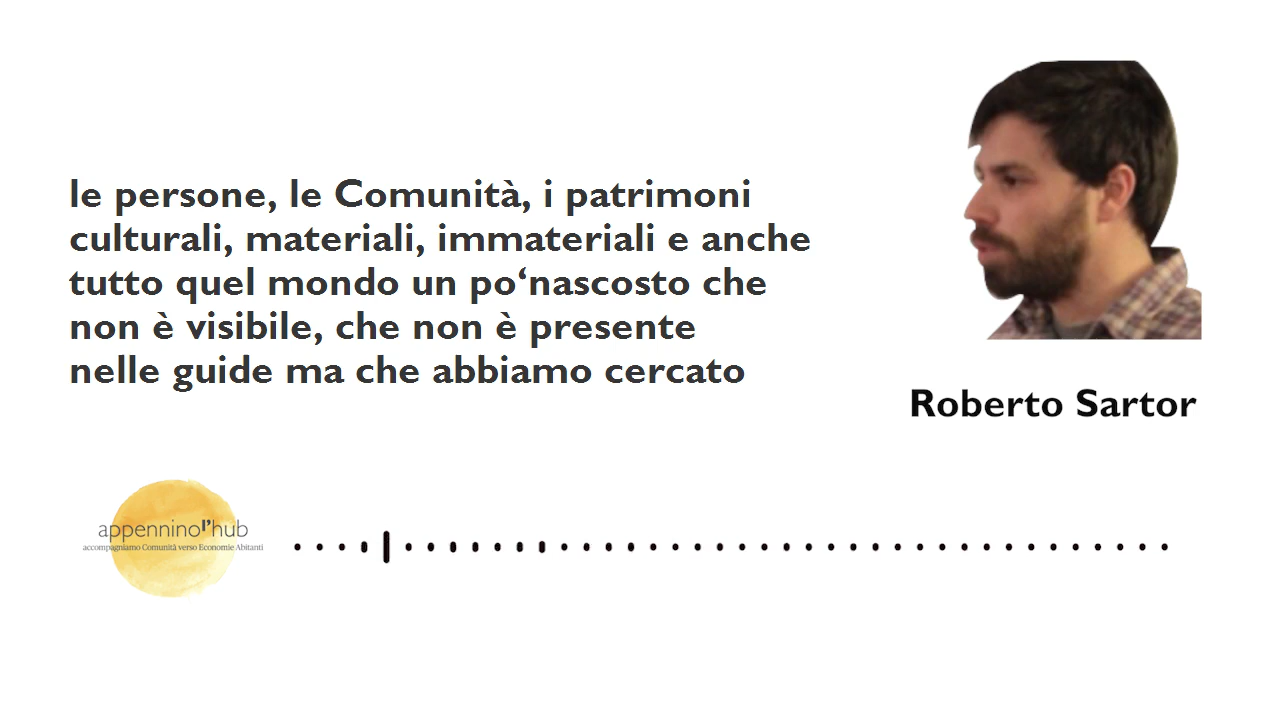 le persone, le Comunità, i patrimoni
culturali, materiali, immateriali e anche
tutto quel mondo un po‘nascosto che
non è visibile, che non è presente
nelle guide ma che abbiamo cercato
Roberto Sartor
appenninol’hub
accompagniamo Comunità verso Economie Abitanti